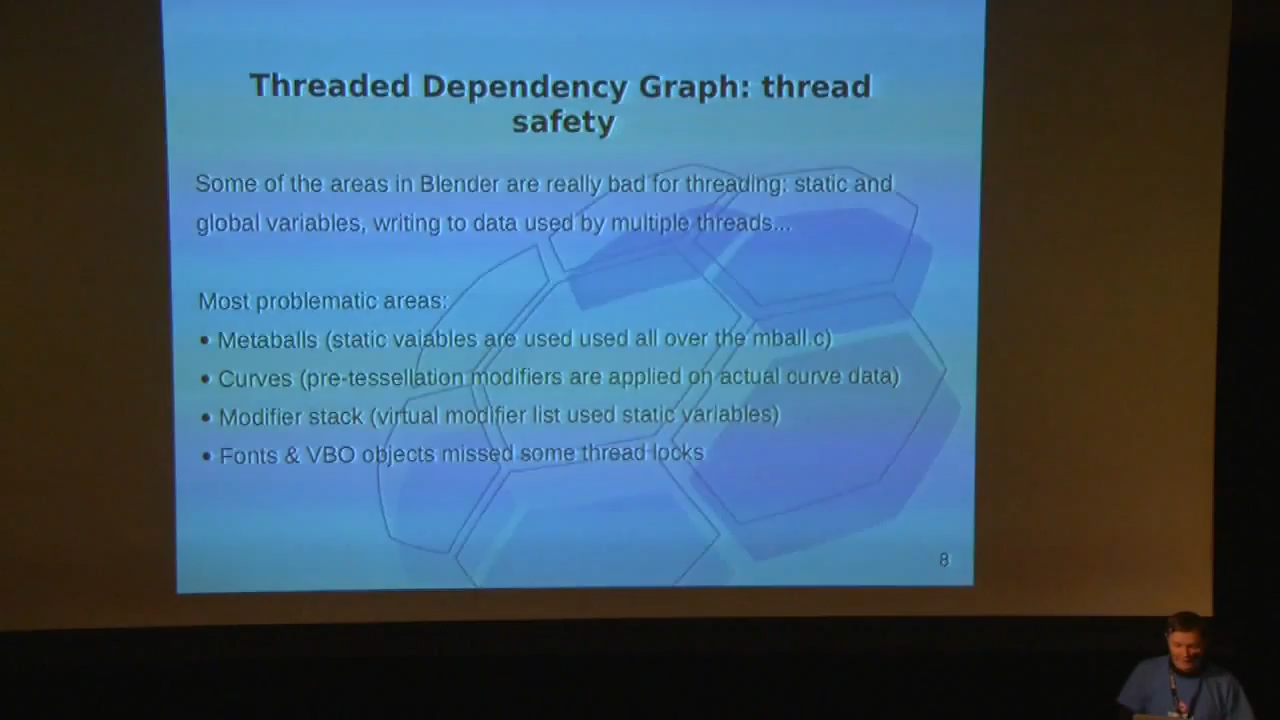 Threaded Dependency Graph: thread
safety
Some of the areas in Blender are really bad for threading: static and
global variables, writing to data used by multiple threads...
Most problematic areas:
• Metaballs (static vaiables are used used all over the mball.c)
• Curves (pre-tessellation modifiers are applied on actual curve data)
• Modifier stack (virtual modifier list used static variables)
• Fonts & VBO objects missed some thread locks
8